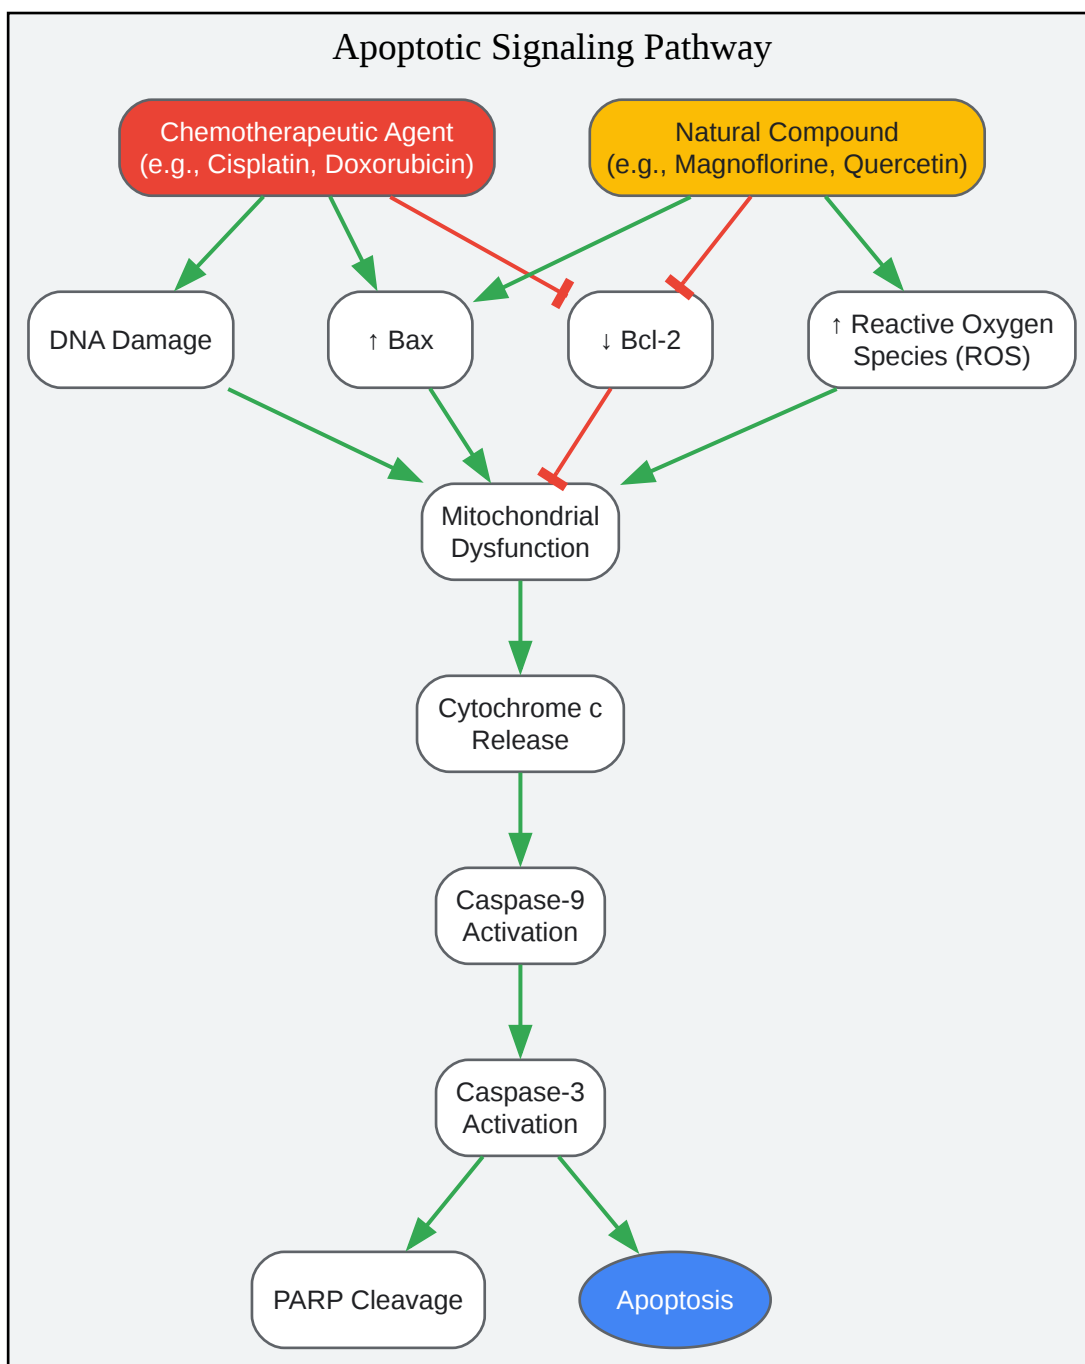 Apoptotic Signaling Pathway
Chemotherapeutic Agent
(e.g., Cisplatin, Doxorubicin)
Natural Compound
(e.g., Magnoflorine, Quercetin)
DNA Damage
↑ Bax
↓ Bcl-2
↑ Reactive Oxygen
Species (ROS)
Mitochondrial
Dysfunction
Cytochrome c
Release
Caspase-9
Activation
Caspase-3
Activation
PARP Cleavage
Apoptosis